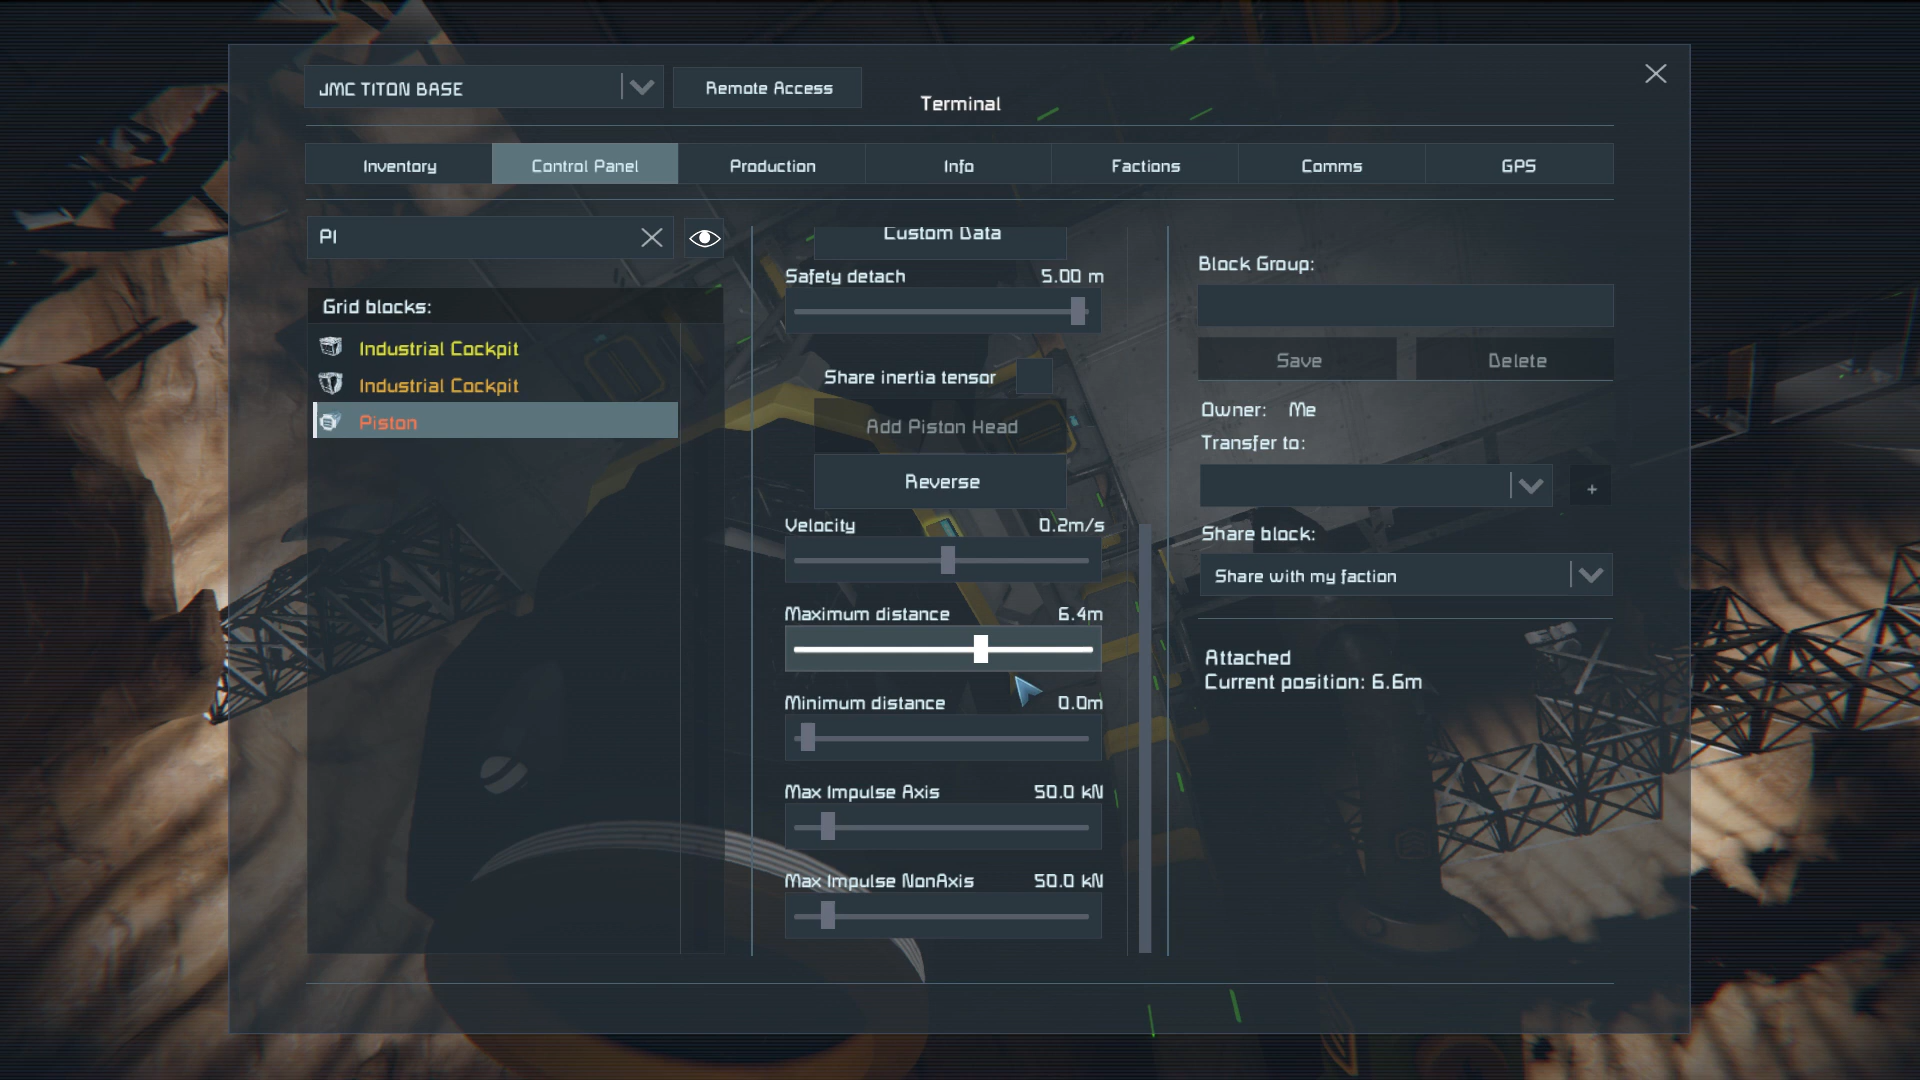 JMC TITON BASE
Remote Access
Terminal
Inventory
Control Panel
Production
Info
Factions
Comms
GPS
PI
Grid blocks:
Industrial Cockpit
Industrial Cockpit
Piston
Custom Data
Safety detach 5.00 m
Share inertia tensor
Add Piston Head
Reverse
Velocity 0.2m/s
Maximum distance 6.4m
Minimum distance 0.0m
Max Impulse Axis 50.0 kN
Max Impulse NonAxis 50.0 kN
Block Group:
Save
Delete
Owner: Me
Transfer to:
+
Share block:
Share with my faction
Attached
Current position: 6.6m